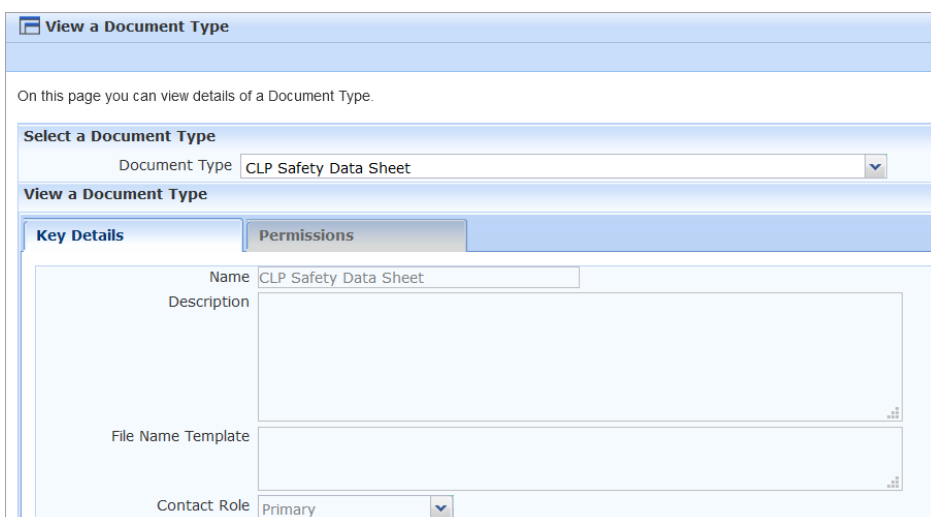 View a Document Type
On this page you can view details of a Document Type.
Select a Document Type
Document Type CLP Safety Data Sheet
View a Document Type
Key Details Permissions
Name CLP Safety Data Sheet
Description
File Name Template
Contact Role Primary